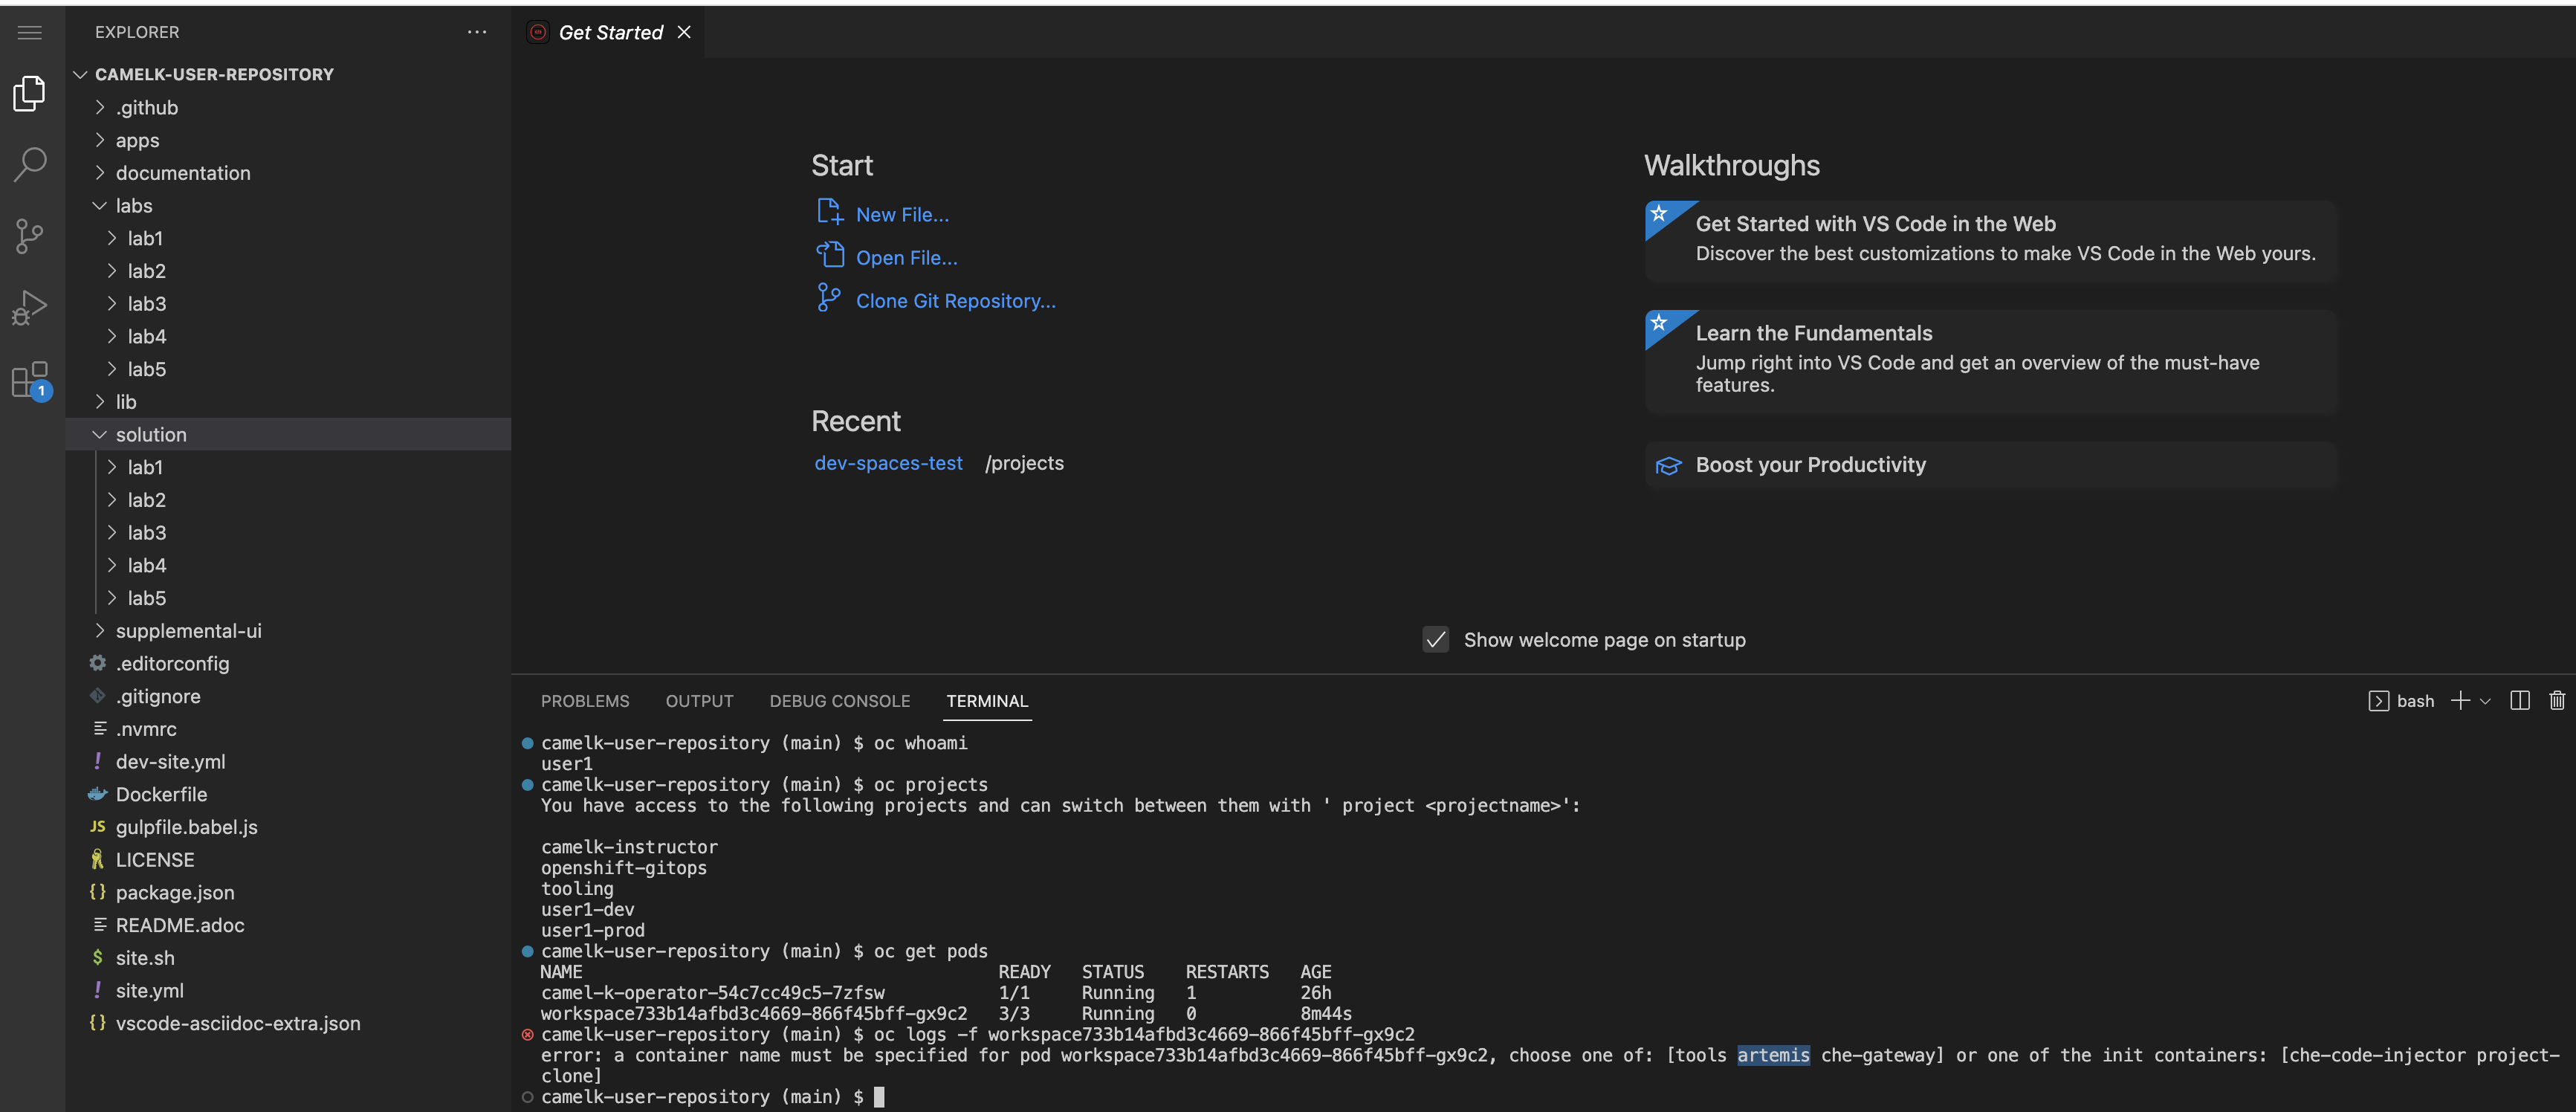 EXPLORER
CAMELK-USER-REPOSITORY
.github
apps
documentation
labs
lab1
lab2
lab3
lab4
lab5
lib
solution
lab1
lab2
lab3
lab4
lab5
supplemental-ui
.editorconfig
.gitignore
.nvmrc
! dev-site.yml
Dockerfile
JS gulpfile.babel.js
LICENSE
{} package.json
README.adoc
$ site.sh
! site.yml
{} vscode-asciidoc-extra.json
1
Get Started
Start
New File...
Open File...
Clone Git Repository...
Recent
dev-spaces-test /projects
Walkthroughs
Get Started with VS Code in the Web
Discover the best customizations to make VS Code in the Web yours.
Learn the Fundamentals
Jump right into VS Code and get an overview of the must-have
features.
Boost your Productivity
Show welcome page on startup
PROBLEMS OUTPUT DEBUG CONSOLE TERMINAL
bash
camelk-user-repository (main) $ oc whoami
user1
camelk-user-repository (main) $ oc projects
You have access to the following projects and can switch between them with ' project <projectname>':
camelk-instructor
openshift-gitops
tooling
user1-dev
user1-prod
camelk-user-repository (main) $ oc get pods
NAME READY STATUS RESTARTS AGE
camel-k-operator-54c7cc49c5-7zfsw 1/1 Running 1 26h
workspace733b14afbd3c4669-866f45bff-gx9c2 3/3 Running 0 8m44s
camelk-user-repository (main) $ oc logs -f workspace733b14afbd3c4669-866f45bff-gx9c2
error: a container name must be specified for pod workspace733b14afbd3c4669-866f45bff-gx9c2, choose one of: [tools artemis che-gateway] or one of the init containers: [che-code-injector project-
clone]
camelk-user-repository (main) $